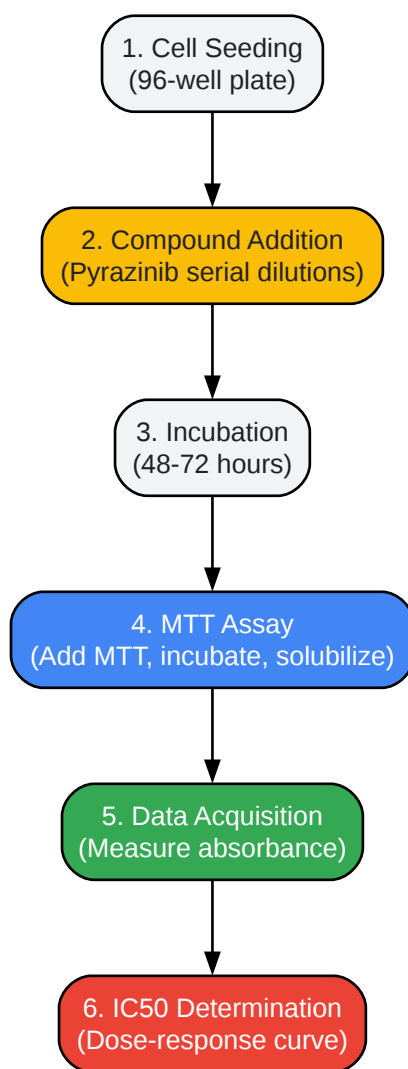 1. Cell Seeding
(96-well plate)
2. Compound Addition
(Pyrazinib serial dilutions)
3. Incubation
(48-72 hours)
4. MTT Assay
(Add MTT, incubate, solubilize)
5. Data Acquisition
(Measure absorbance)
6. IC50 Determination
(Dose-response curve)